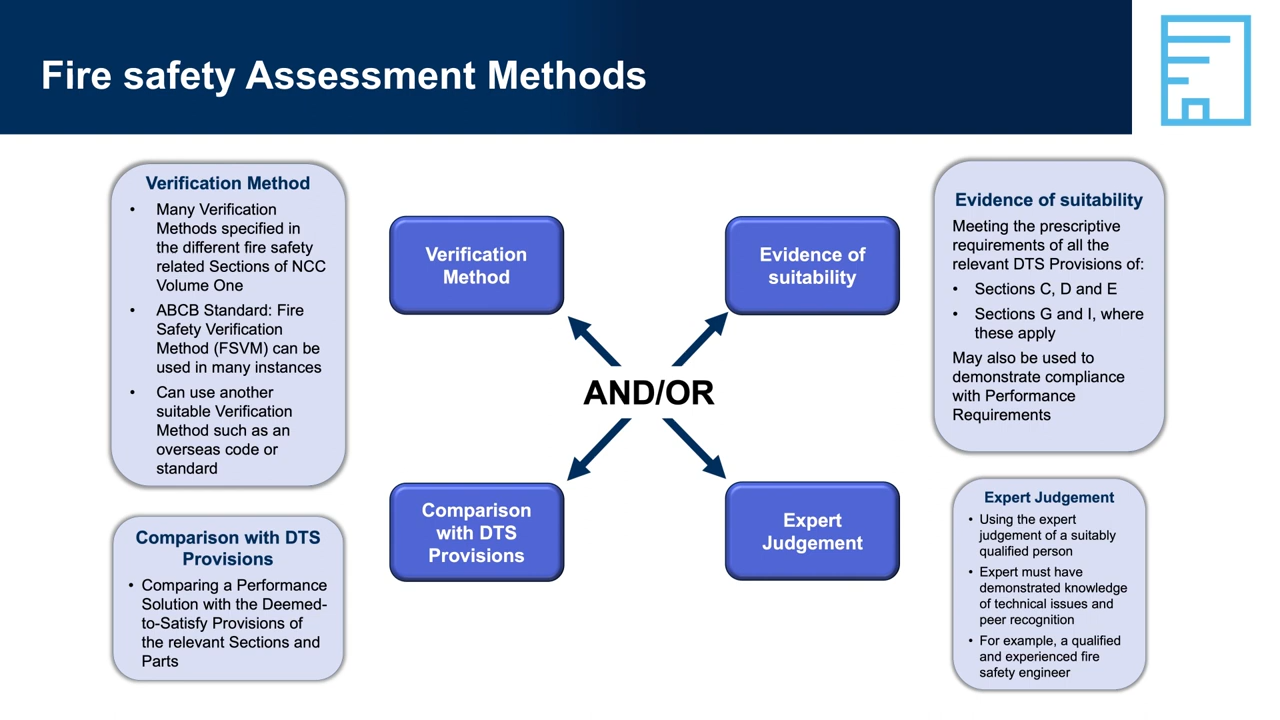 Fire safety Assessment Methods
Verification Method
• Many Verification
Methods specified in
the different fire safety
related Sections of NCC
Volume One
• ABCB Standard: Fire
Safety Verification
Method (FSVM) can be
used in many instances
• Can use another
suitable Verification
Method such as an
overseas code or
standard
Comparison with DTS
Provisions
• Comparing a Performance
Solution with the Deemed-
to-Satisfy Provisions of
the relevant Sections and
Parts
Verification
Method
Evidence of
suitability
AND/OR
Comparison
with DTS
Provisions
Expert
Judgement
Evidence of suitability
Meeting the prescriptive
requirements of all the
relevant DTS Provisions of:
• Sections C, D and E
• Sections G and I, where
these apply
May also be used to
demonstrate compliance
with Performance
Requirements
Expert Judgement
• Using the expert
judgement of a suitably
qualified person
• Expert must have
demonstrated knowledge
of technical issues and
peer recognition
• For example, a qualified
and experienced fire
safety engineer